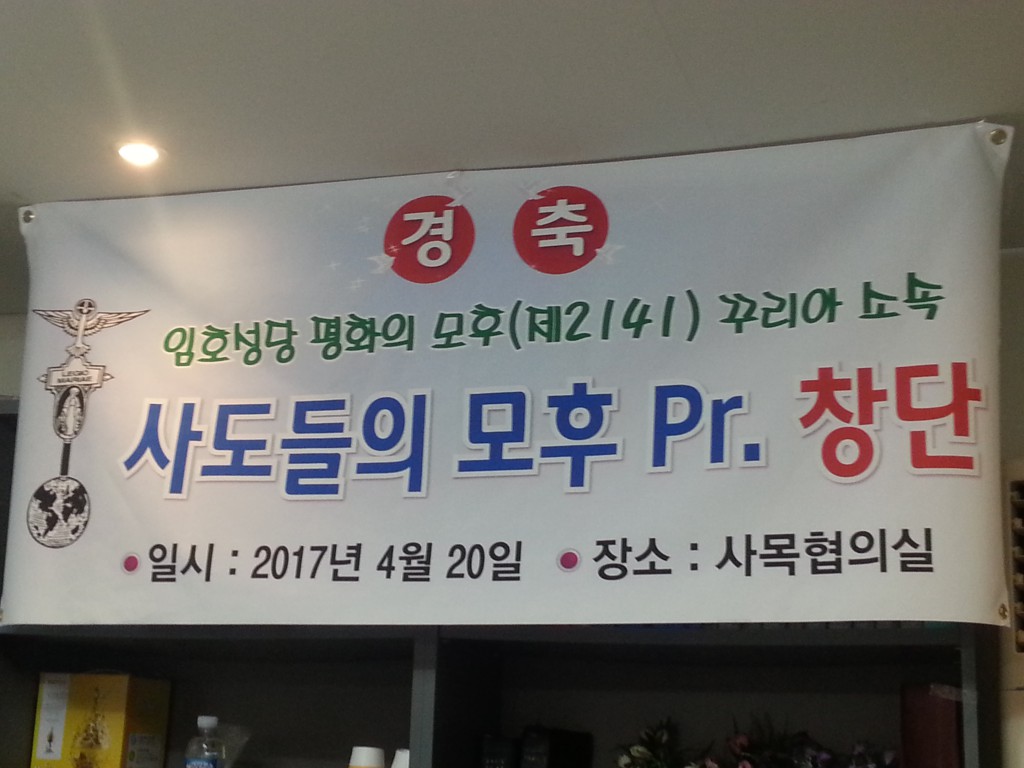 경 축
임호성당 평화의 모후(제2141) 꾸리아 소속
LEGIO
MARIAE
사도들의 모후 Pr. 창단
일시 : 2017년 4월 20일 장소 : 사목협의실